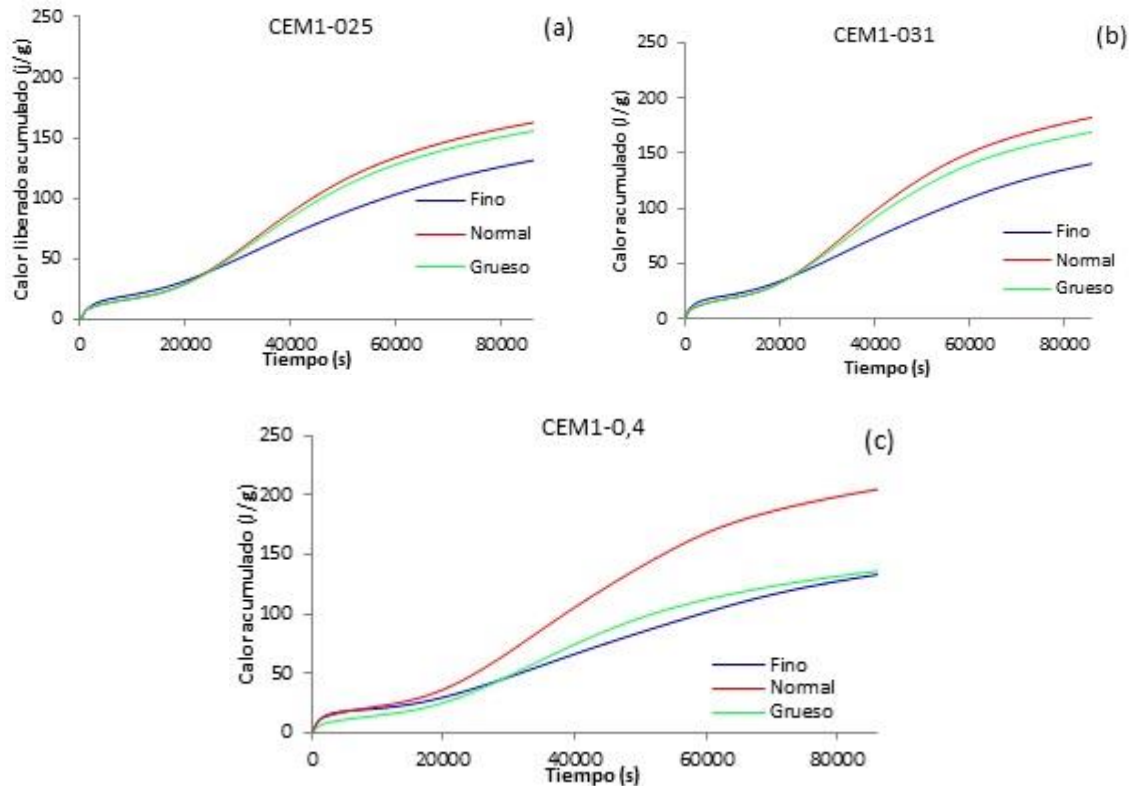 CEM1-025
(a)
Calor liberado acumulado (j/g)
250
200
150
100
50
0
0 20000 40000 60000 80000
Tiempo (s)
Fino
Normal
Grueso
CEM1-031
(b)
Calor acumulado (J/g)
250
200
150
100
50
0
0 20000 40000 60000 80000
Tiempo (s)
Fino
Normal
Grueso
CEM1-0,4
(c)
Calor acumulado (J/g)
250
200
150
100
50
0
0 20000 40000 60000 80000
Tiempo (s)
Fino
Normal
Grueso